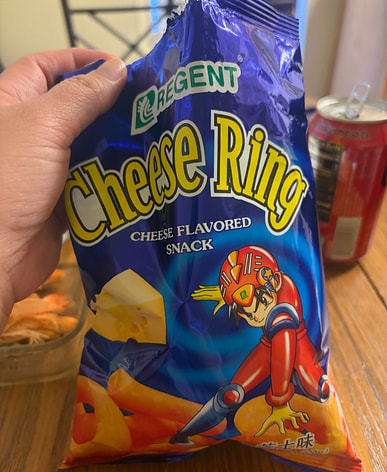 REGENT
Cheese Ring
CHEESE FLAVORED
SNACK